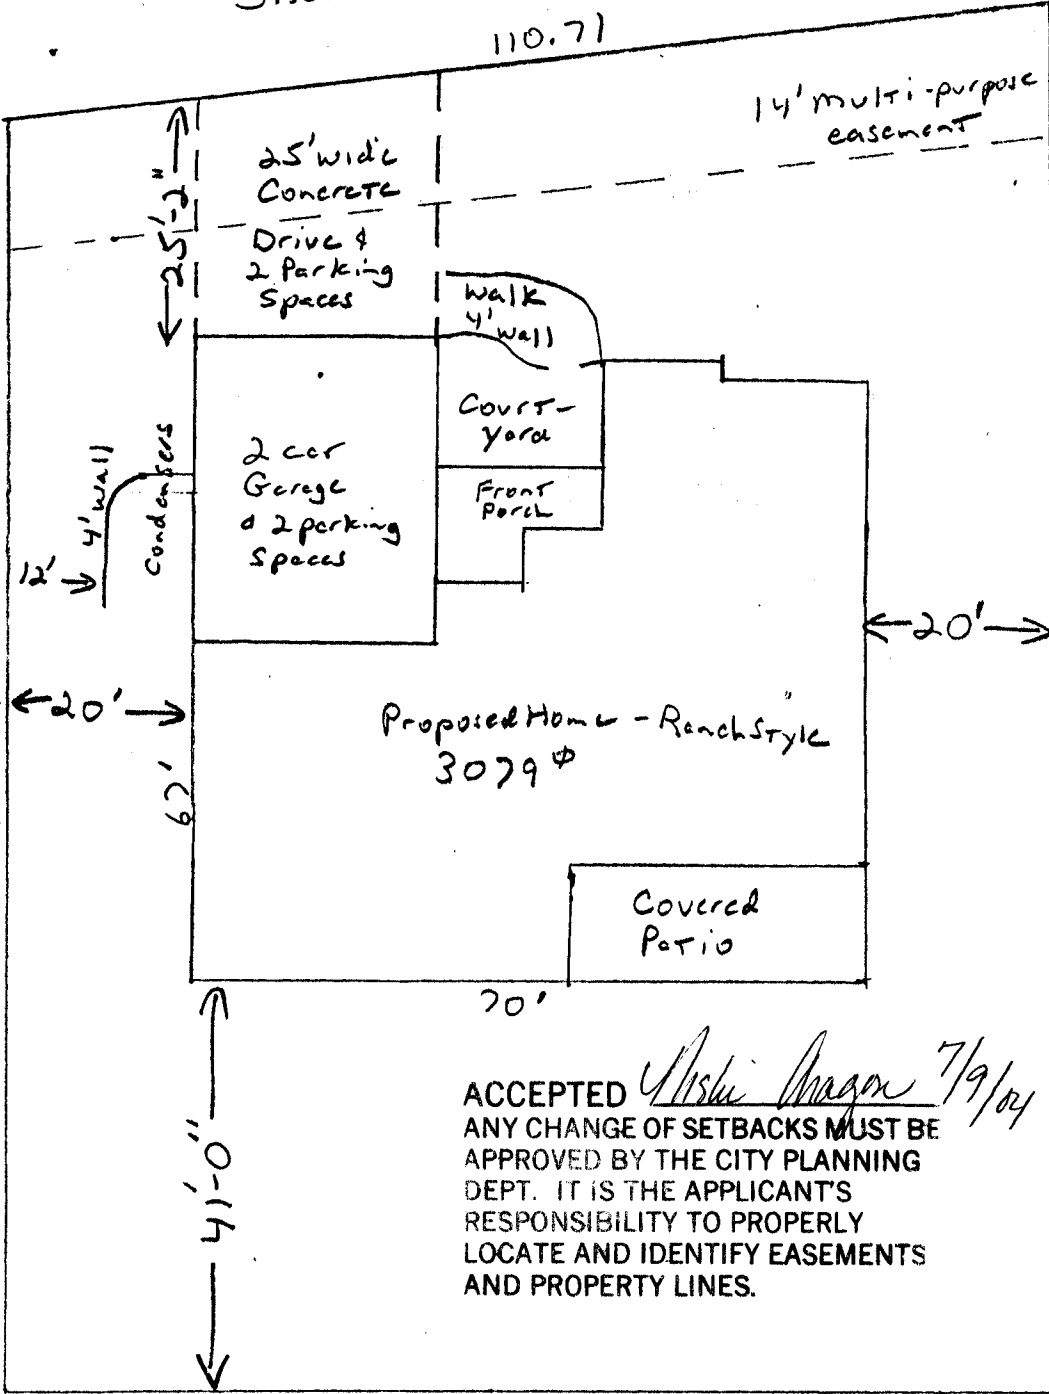 110.71
14' multi-purpose
easement
25' wide
Concrete
Drive &
2 Parking
Spaces
25'-2"
Walk
4' wall
Court-
yard
Front
Porch
2 car
Garage
& 2 parking
Spaces
Condensers
4' wall
12'
20'
20'
Proposed Home - Ranch Style
3079 ф
67'
Covered
Patio
70'
41'-0"
ACCEPTED 7/9/04
ANY CHANGE OF SETBACKS MUST BE
APPROVED BY THE CITY PLANNING
DEPT. IT IS THE APPLICANT'S
RESPONSIBILITY TO PROPERLY
LOCATE AND IDENTIFY EASEMENTS
AND PROPERTY LINES.